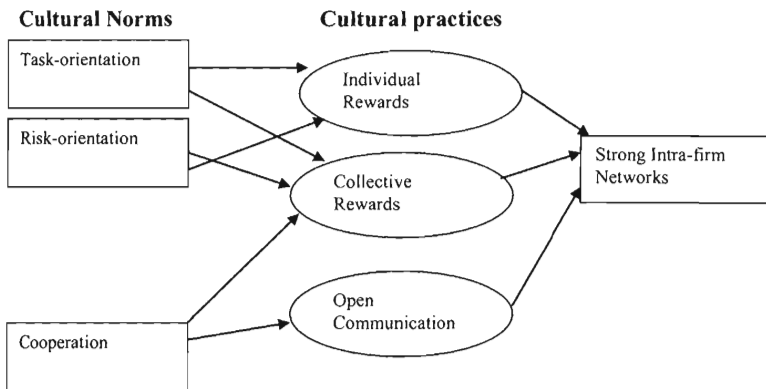 Cultural Norms
Cultural practices
Task-orientation
Individual
Rewards
Risk-orientation
Strong Intra-firm
Networks
Collective
Rewards
Open
Communication
Cooperation